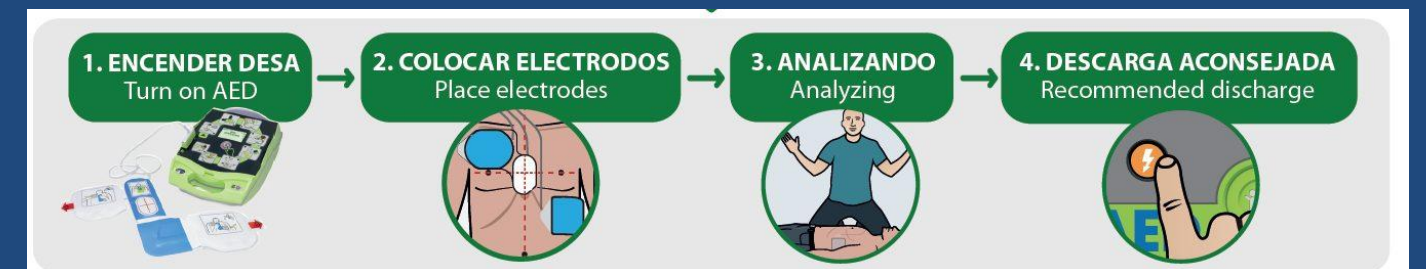 1. ENCENDER DESA
Turn on AED
2. COLOCAR ELECTRODOS
Place electrodes
3. ANALIZANDO
Analyzing
4. DESCARGA ACONSEJADA
Recommended discharge
AED